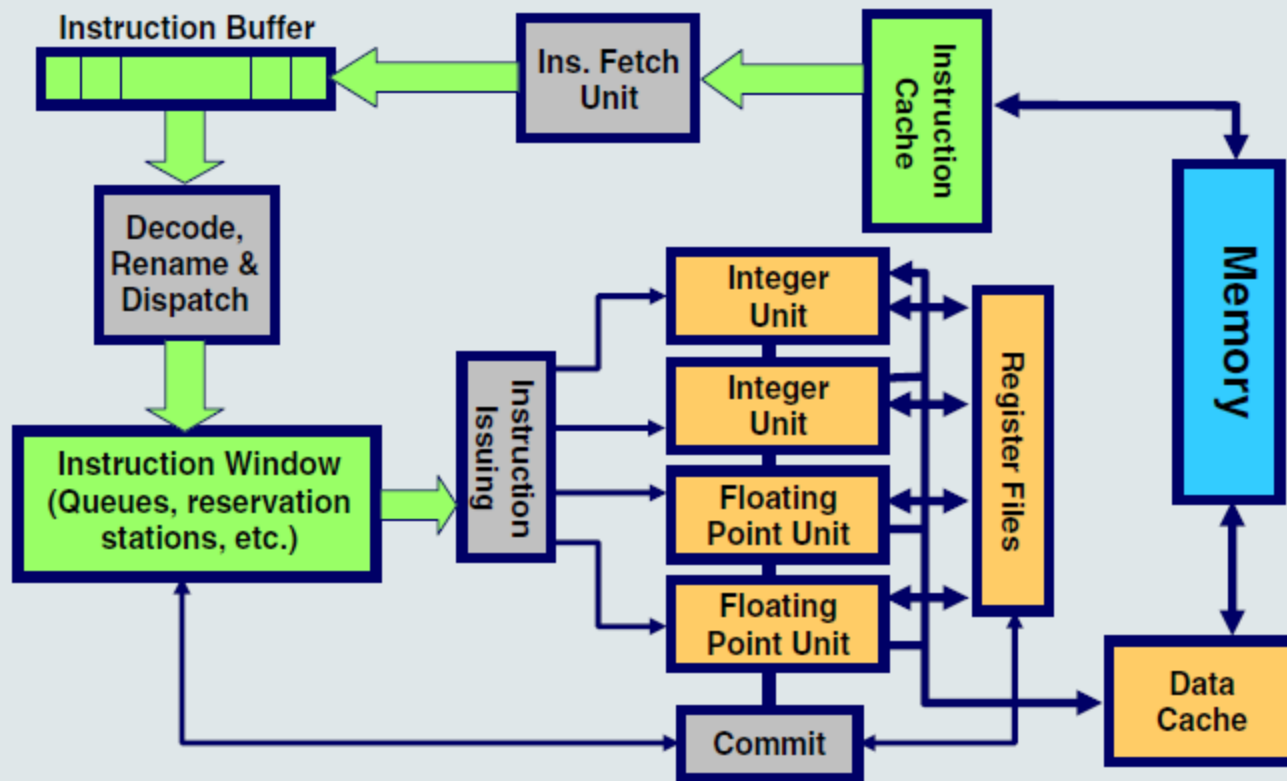 Instruction Buffer
Ins. Fetch
Unit
Instruction
Cache
Memory
Decode,
Rename &
Dispatch
Integer
Unit
Integer
Unit
Floating
Point Unit
Floating
Point Unit
Register Files
Instruction
Issuing
Instruction Window
(Queues, reservation
stations, etc.)
Data
Cache
Commit